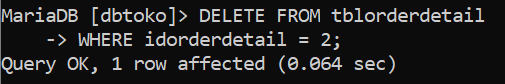 MariaDB [dbtoko]> DELETE FROM tblorderdetail
    -> WHERE idorderdetail = 2;
Query OK, 1 row affected (0.064 sec)